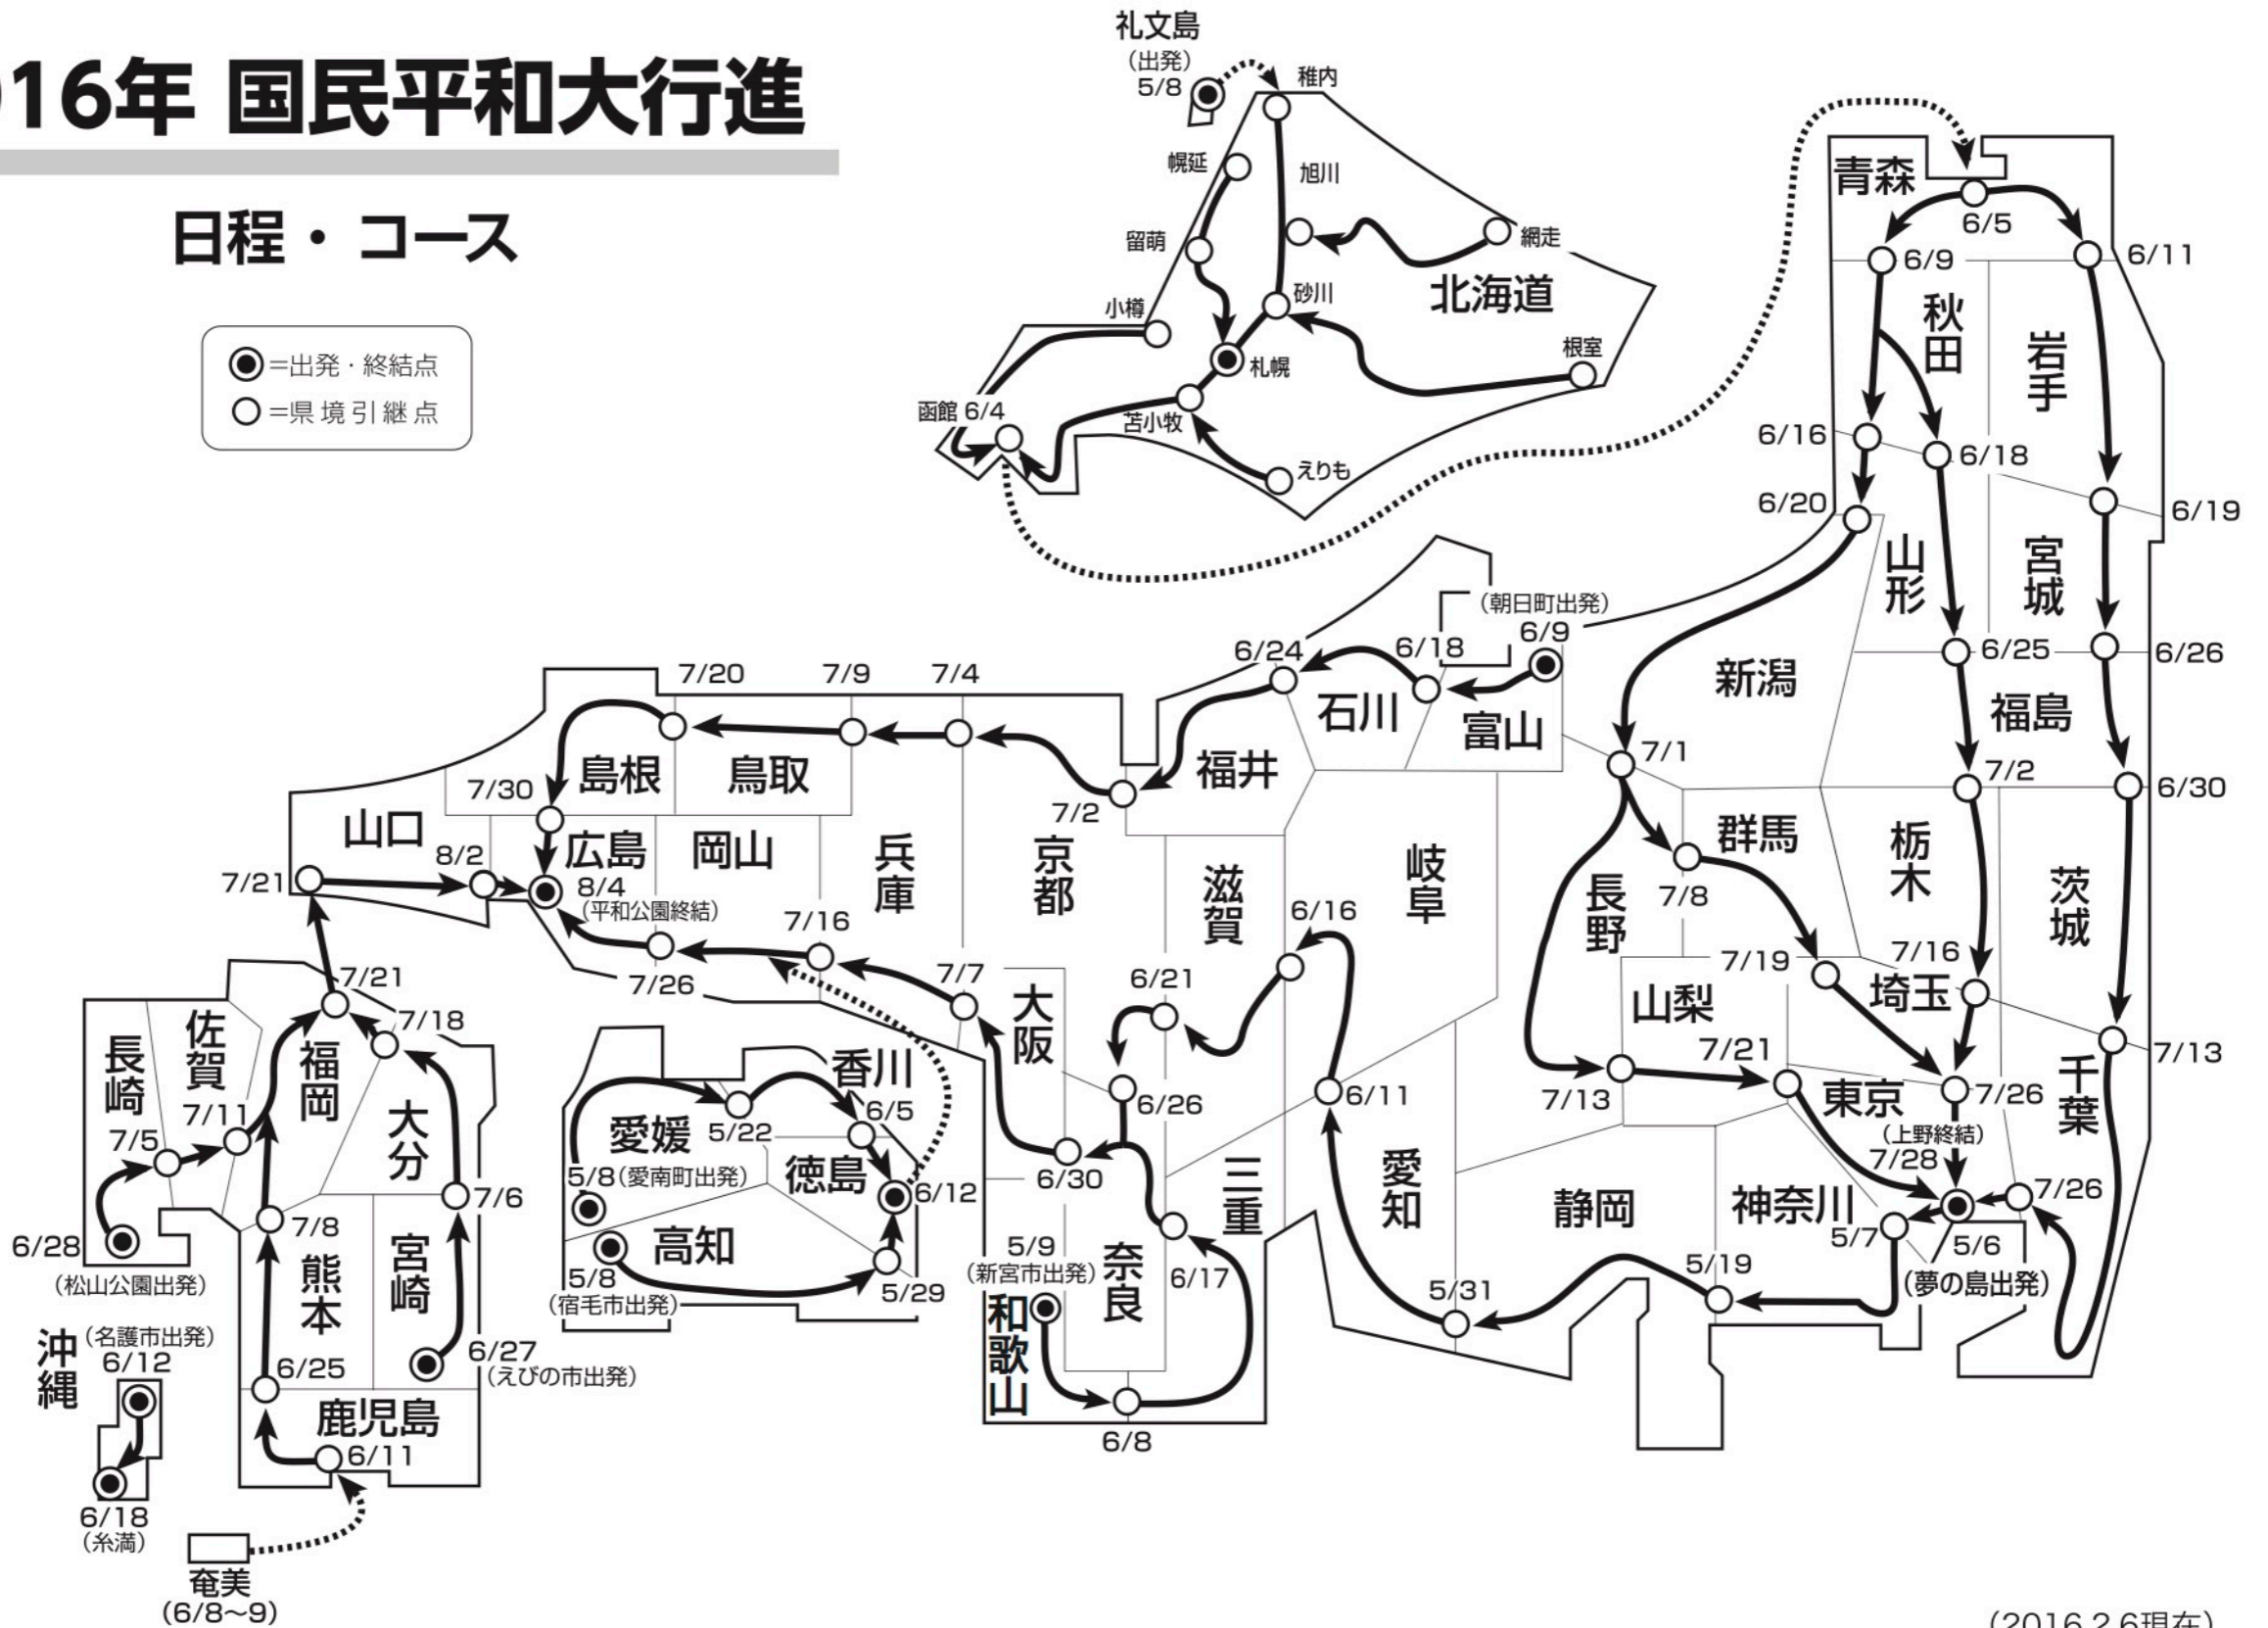 016年 国民平和大行進
日程・コース
◉=出発・終結点
○=県境引継点
礼文島
（出発）
5/8
稚内
幌延
旭川
留萌
網走
小樽
砂川
北海道
札幌
根室
函館 6/4
苫小牧
えりも
青森
6/5
6/9
6/11
秋田
岩手
6/16
6/18
6/20
6/19
山形
宮城
6/25
6/26
新潟
福島
7/1
7/2
6/30
群馬
栃木
茨城
7/8
長野
7/19
7/16
埼玉
山梨
7/21
7/13
7/13
東京
7/26
千葉
（上野終結）
7/28
7/26
神奈川
5/7
5/6
（夢の島出発）
静岡
5/19
5/31
愛知
（朝日町出発）
6/9
6/18
6/24
石川
富山
福井
岐阜
6/16
6/11
滋賀
6/21
7/2
京都
大阪
6/26
6/30
三重
6/17
奈良
5/9
（新宮市出発）
和歌山
6/8
7/20
7/9
7/4
島根
鳥取
7/30
山口
広島
岡山
兵庫
8/2
7/21
8/4
（平和公園終結）
7/16
7/26
7/7
香川
6/5
愛媛
5/22
5/8（愛南町出発）
徳島
6/12
高知
5/8
（宿毛市出発）
5/29
7/21
7/18
佐賀
長崎
福岡
7/11
7/5
大分
7/6
6/28
（松山公園出発）
7/8
熊本
宮崎
6/27
（えびの市出発）
6/25
鹿児島
6/11
沖縄
（名護市出発）
6/12
6/18
（糸満）
奄美
（6/8〜9）
（2016.2.6現在）